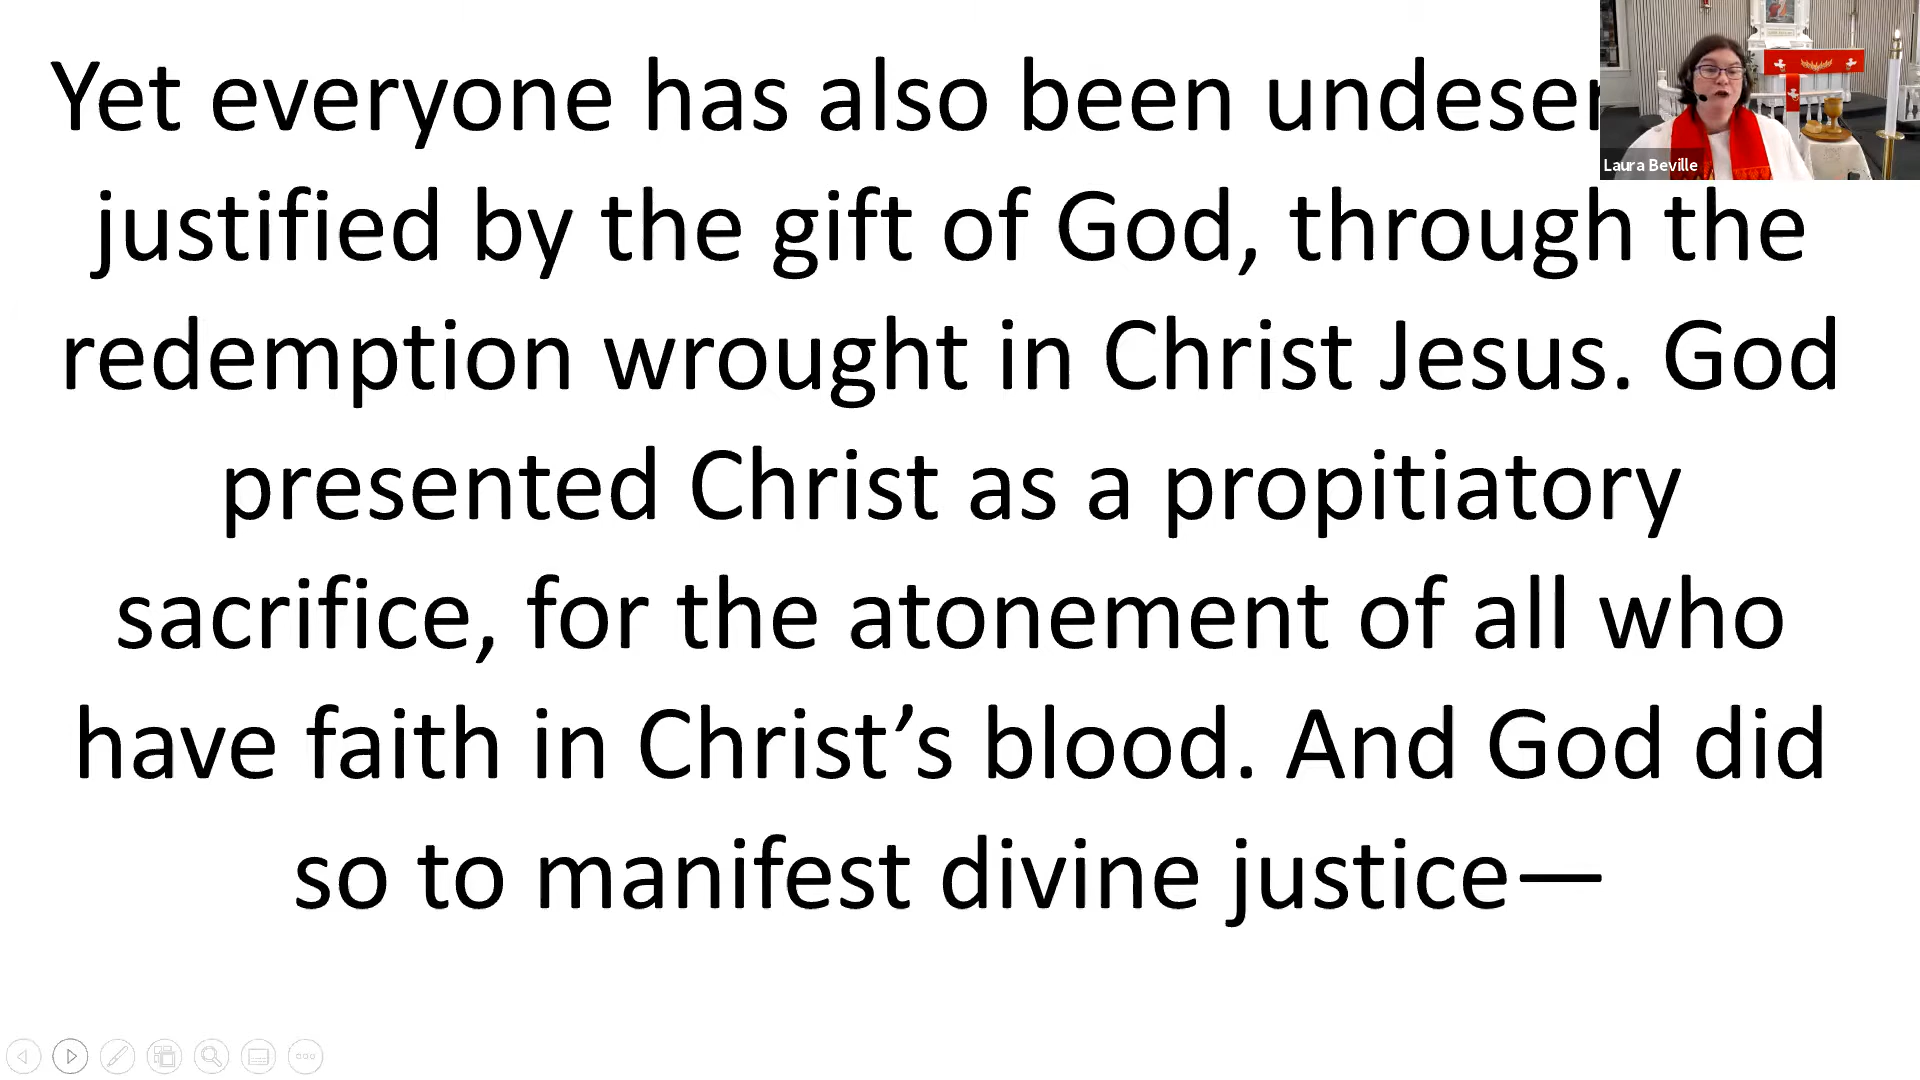 Yet everyone has also been
justified by the gift of God, through the
redemption wrought in Christ Jesus. God
presented Christ as a propitiatory
sacrifice, for the atonement of all who
have faith in Christ’s blood. And God did
so to manifest divine justice—
Laura Beville